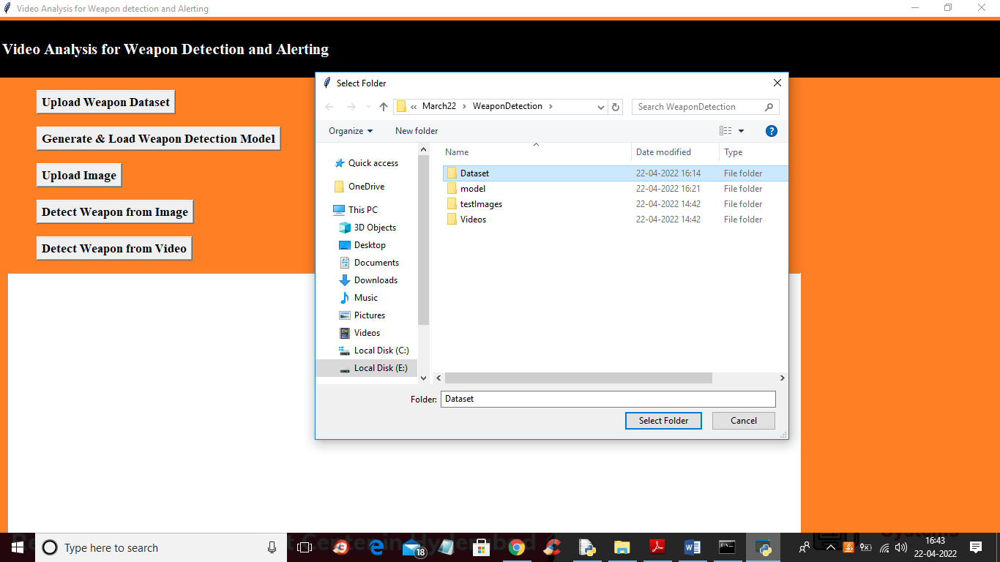 Video Analysis for Weapon detection and Alerting
Video Analysis for Weapon Detection and Alerting
Upload Weapon Dataset
Generate & Load Weapon Detection Model
Upload Image
Detect Weapon from Image
Detect Weapon from Video
Select Folder
« March22 › WeaponDetection ›
Search WeaponDetection
Organize
New folder
Quick access
OneDrive
This PC
3D Objects
Desktop
Documents
Downloads
Music
Pictures
Videos
Local Disk (C:)
Local Disk (E:)
Name Date modified Type
Dataset 22-04-2022 16:14 File folder
model 22-04-2022 16:21 File folder
testImages 22-04-2022 14:42 File folder
Videos 22-04-2022 14:42 File folder
Folder: Dataset
Select Folder
Cancel
Type here to search
18
16:43
22-04-2022